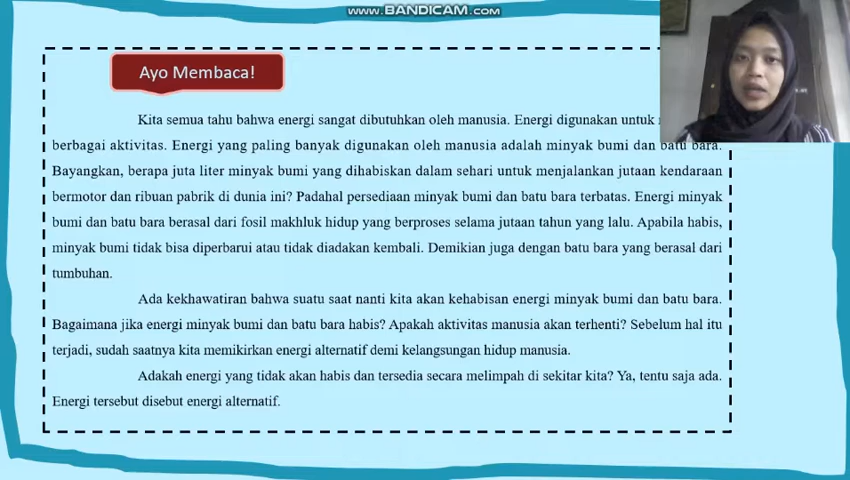 www.BANDICAM.com
Ayo Membaca!
Kita semua tahu bahwa energi sangat dibutuhkan oleh manusia. Energi digunakan untuk
berbagai aktivitas. Energi yang paling banyak digunakan oleh manusia adalah minyak bumi dan batu bara.
Bayangkan, berapa juta liter minyak bumi yang dihabiskan dalam sehari untuk menjalankan jutaan kendaraan
bermotor dan ribuan pabrik di dunia ini? Padahal persediaan minyak bumi dan batu bara terbatas. Energi minyak
bumi dan batu bara berasal dari fosil makhluk hidup yang berproses selama jutaan tahun yang lalu. Apabila habis,
minyak bumi tidak bisa diperbarui atau tidak diadakan kembali. Demikian juga dengan batu bara yang berasal dari
tumbuhan.
Ada kekhawatiran bahwa suatu saat nanti kita akan kehabisan energi minyak bumi dan batu bara.
Bagaimana jika energi minyak bumi dan batu bara habis? Apakah aktivitas manusia akan terhenti? Sebelum hal itu
terjadi, sudah saatnya kita memikirkan energi alternatif demi kelangsungan hidup manusia.
Adakah energi yang tidak akan habis dan tersedia secara melimpah di sekitar kita? Ya, tentu saja ada.
Energi tersebut disebut energi alternatif.